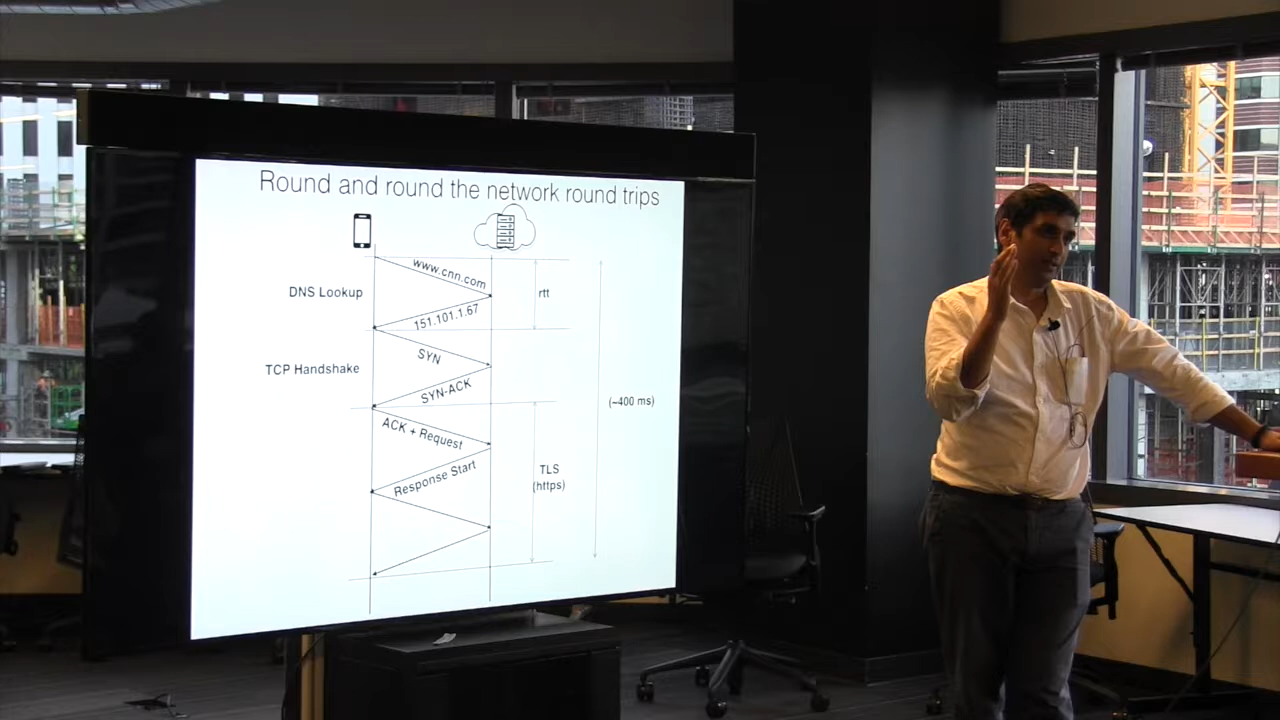 Round and round the network round trips
www.cnn.com
DNS Lookup
rtt
151.101.1.67
SYN
TCP Handshake
SYN-ACK
(~400 ms)
ACK + Request
Response Start
TLS
(https)